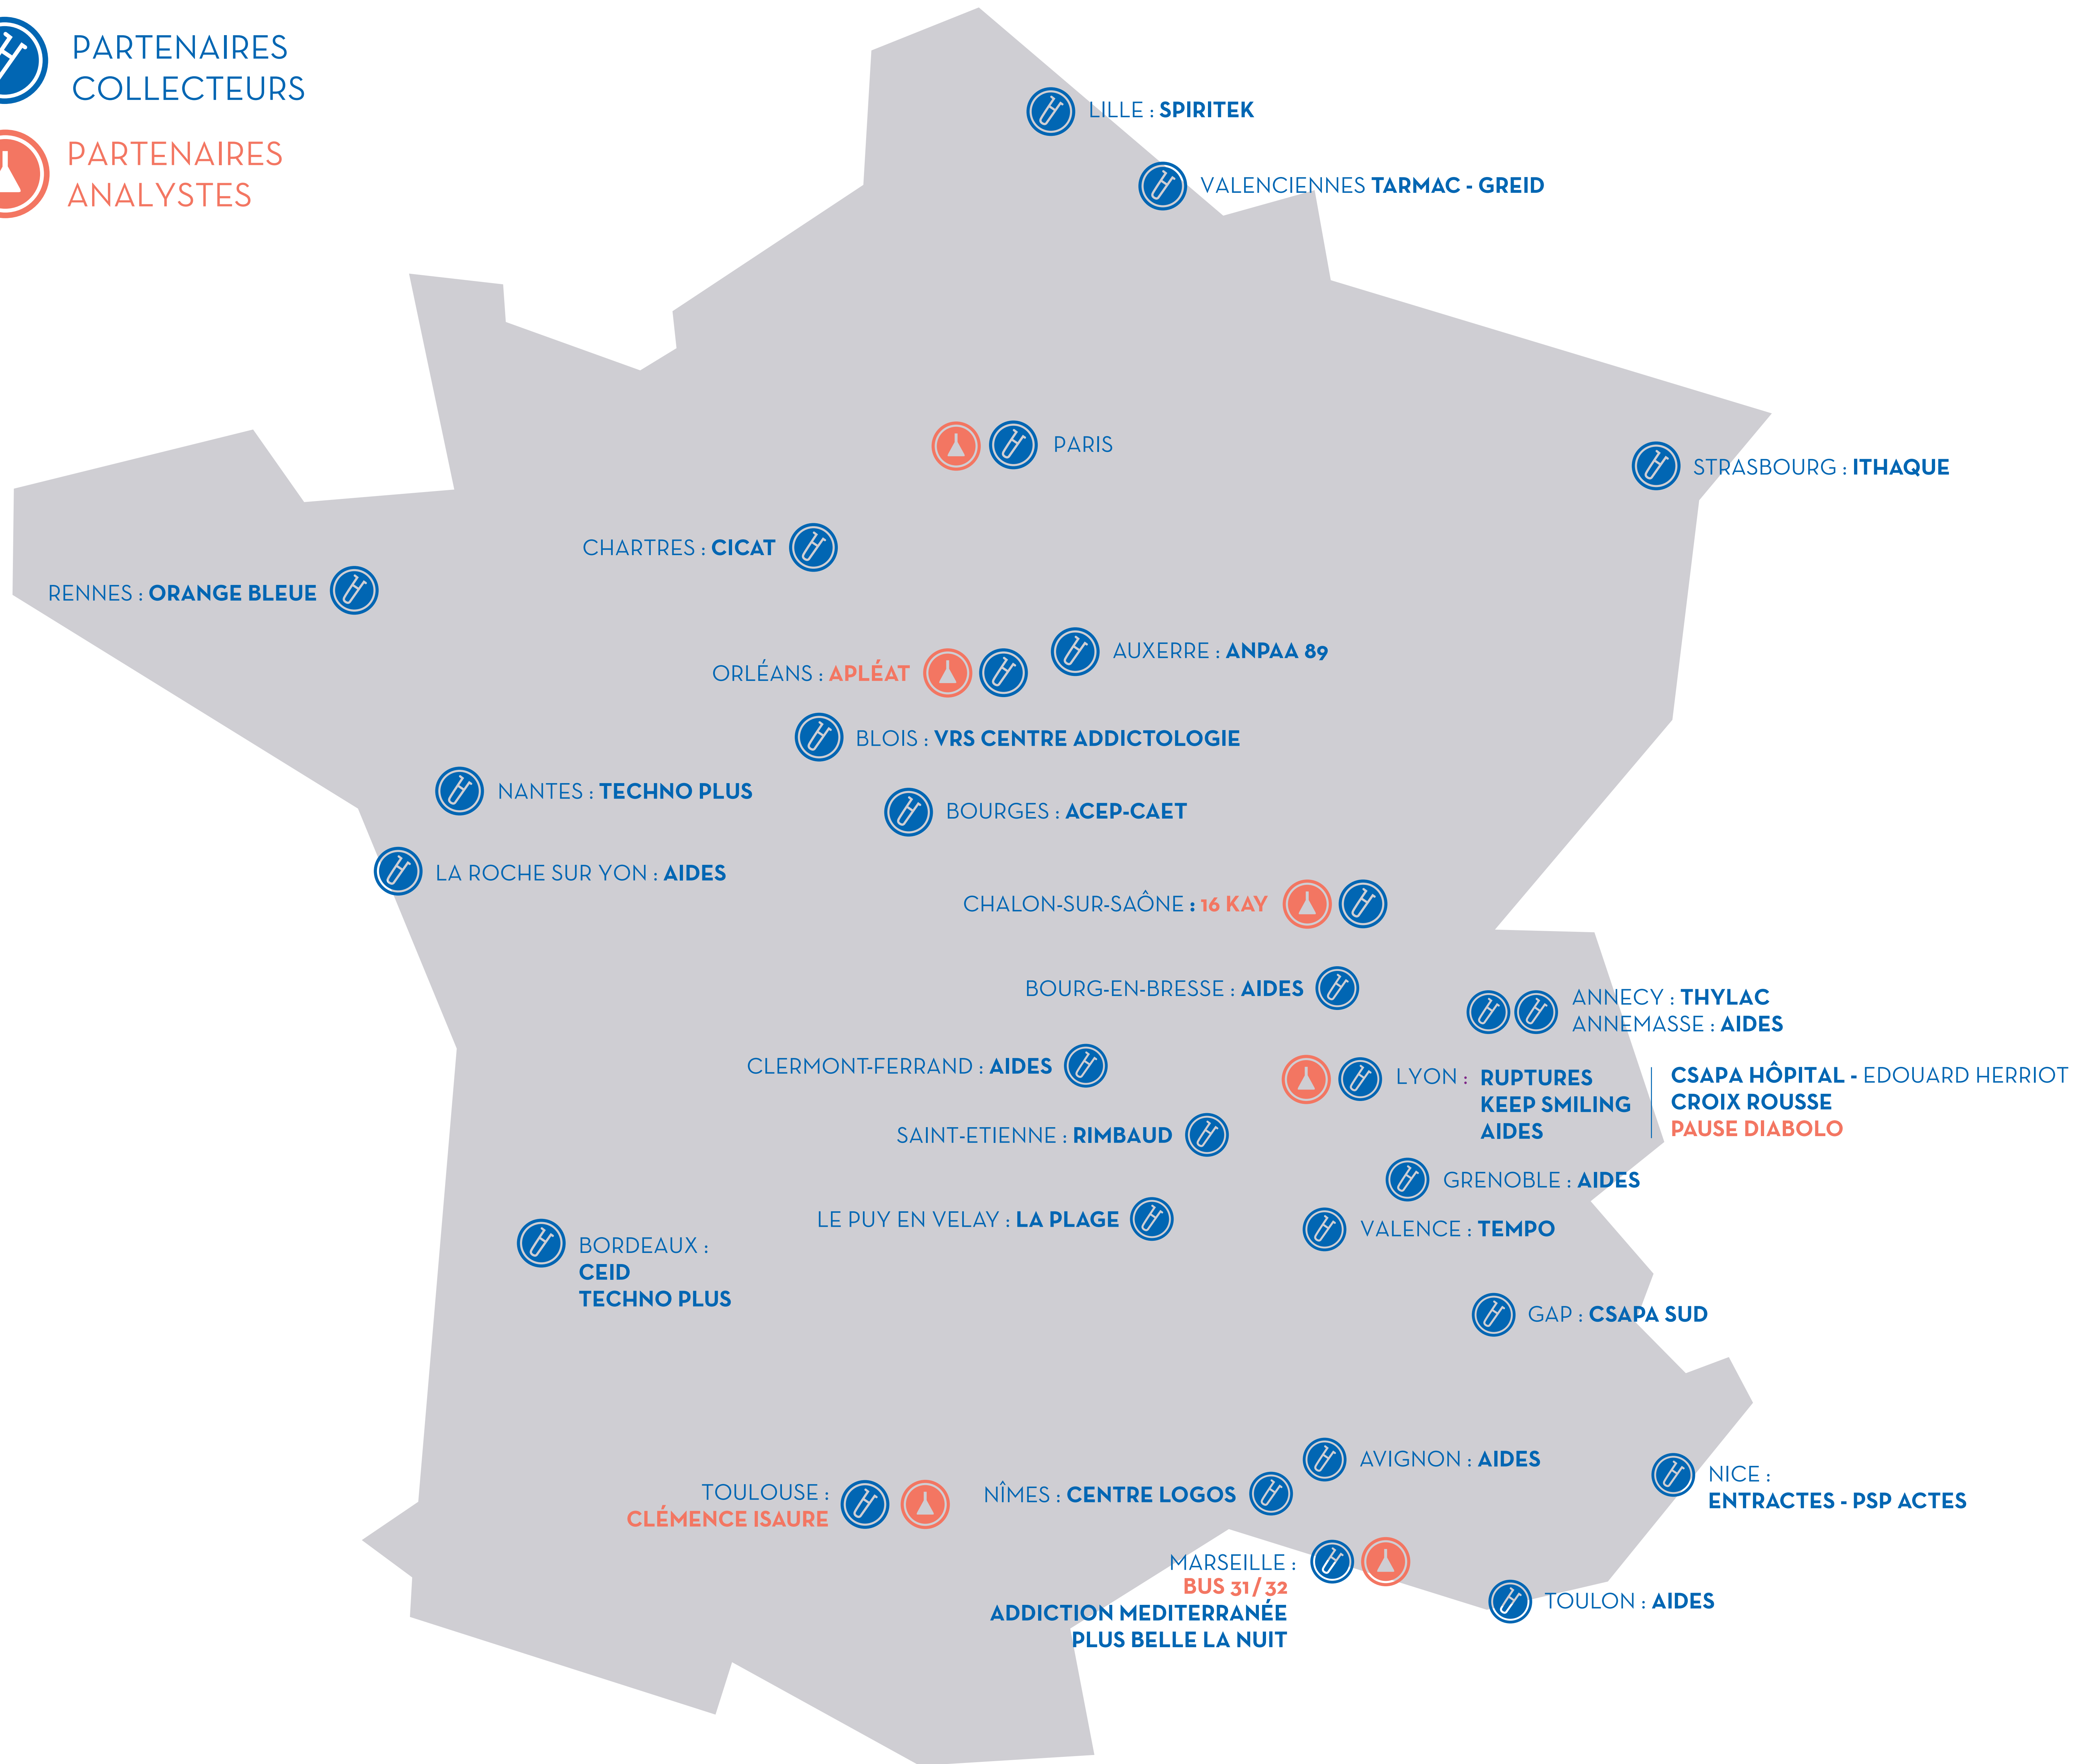 PARTENAIRES
COLLECTEURS
PARTENAIRES
ANALYSTES
LILLE : SPIRITEK
VALENCIENNES TARMAC - GREID
PARIS
STRASBOURG : ITHAQUE
CHARTRES : CICAT
RENNES : ORANGE BLEUE
AUXERRE : ANPAA 89
ORLÉANS : APLÉAT
BLOIS : VRS CENTRE ADDICTOLOGIE
NANTES : TECHNO PLUS
BOURGES : ACEP-CAET
LA ROCHE SUR YON : AIDES
CHALON-SUR-SAÔNE : 16 KAY
BOURG-EN-BRESSE : AIDES
ANNECY : THYLAC
ANNEMASSE : AIDES
CLERMONT-FERRAND : AIDES
LYON : RUPTURES
KEEP SMILING
AIDES
CSAPA HÔPITAL - EDOUARD HERRIOT
CROIX ROUSSE
PAUSE DIABOLO
SAINT-ETIENNE : RIMBAUD
GRENOBLE : AIDES
LE PUY EN VELAY : LA PLAGE
VALENCE : TEMPO
BORDEAUX :
CEID
TECHNO PLUS
GAP : CSAPA SUD
AVIGNON : AIDES
NICE :
ENTRACTES - PSP ACTES
TOULOUSE :
CLÉMENCE ISAURE
NÎMES : CENTRE LOGOS
MARSEILLE :
BUS 31/32
ADDICTION MEDITERRANÉE
PLUS BELLE LA NUIT
TOULON : AIDES